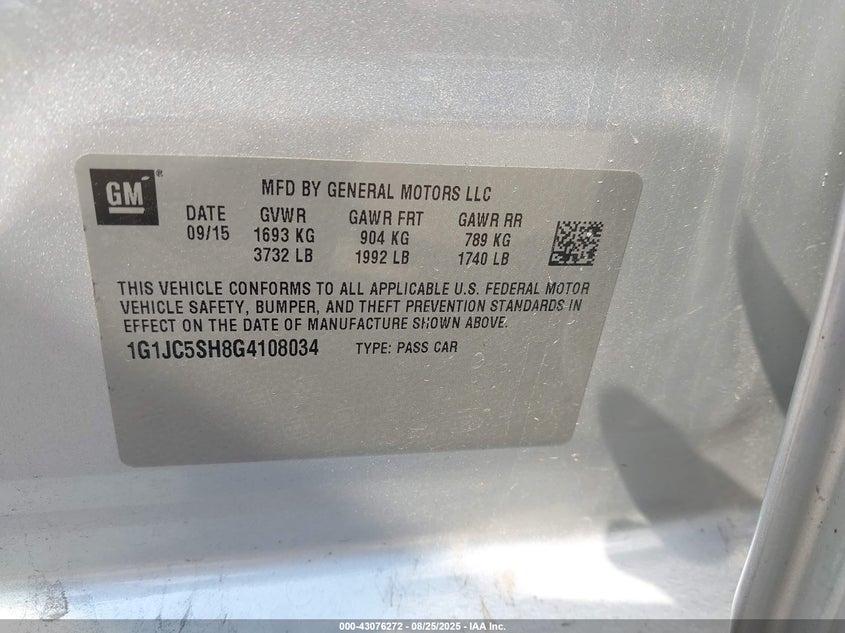 GM®
MFD BY GENERAL MOTORS LLC
DATE GVWR GAWR FRT GAWR RR
09/15 1693 KG 904 KG 789 KG
3732 LB 1992 LB 1740 LB
THIS VEHICLE CONFORMS TO ALL APPLICABLE U.S. FEDERAL MOTOR
VEHICLE SAFETY, BUMPER, AND THEFT PREVENTION STANDARDS IN
EFFECT ON THE DATE OF MANUFACTURE SHOWN ABOVE.
1G1JC5SH8G4108034 TYPE: PASS CAR
000-43076272 - 08/25/2025 - IAA Inc.